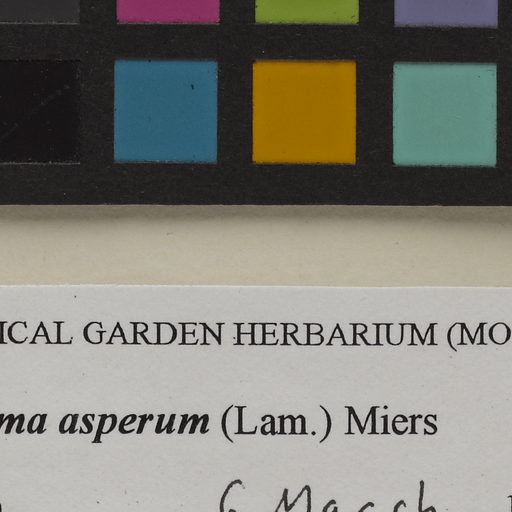 ICAL GARDEN HERBARIUM (MO
ma asperum (Lam.) Miers